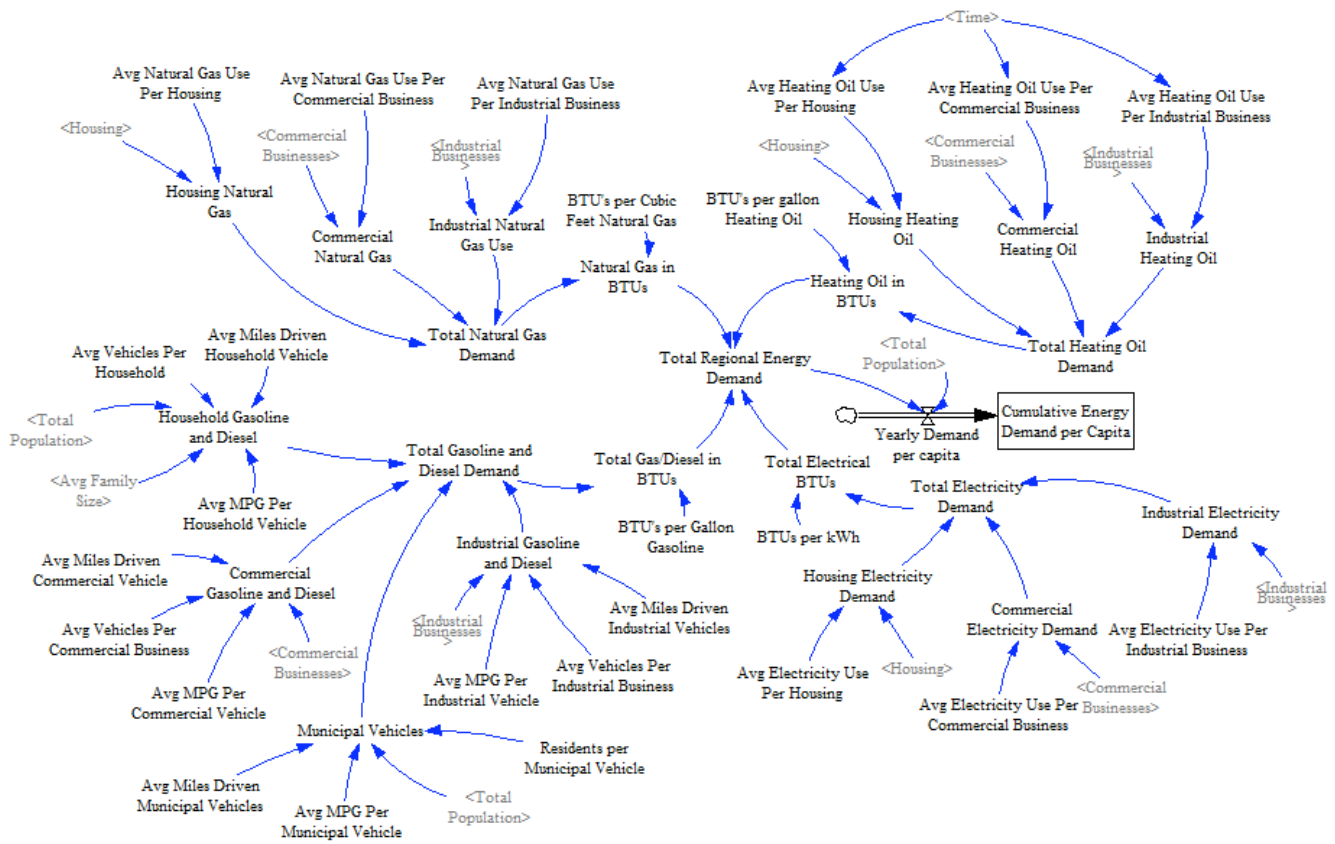 <Time>
Avg Natural Gas Use
Per Housing
Avg Natural Gas Use Per
Commercial Business
Avg Natural Gas Use
Per Industrial Business
Avg Heating Oil Use
Per Housing
Avg Heating Oil Use Per
Commercial Business
Avg Heating Oil Use
Per Industrial Business
<Housing>
<Commercial
Businesses>
<Industrial
Businesses
>
<Housing>
<Commercial
Businesses>
<Industrial
Businesses
>
Housing Natural
Gas
Commercial
Natural Gas
Industrial Natural
Gas Use
BTU's per Cubic
Feet Natural Gas
BTU's per gallon
Heating Oil
Housing Heating
Oil
Commercial
Heating Oil
Industrial
Heating Oil
Natural Gas in
BTUs
Heating Oil in
BTUs
Total Natural Gas
Demand
Total Regional Energy
Demand
<Total
Population>
Total Heating Oil
Demand
Avg Vehicles Per
Household
Avg Miles Driven
Household Vehicle
<Total
Population>
Household Gasoline
and Diesel
<Avg Family
Size>
Avg MPG Per
Household Vehicle
Yearly Demand
per capita
Cumulative Energy
Demand per Capita
Total Gasoline and
Diesel Demand
Total Gas/Diesel in
BTUs
Total Electrical
BTUs
Total Electricity
Demand
Industrial Electricity
Demand
BTU's per Gallon
Gasoline
BTUs per kWh
Avg Miles Driven
Commercial Vehicle
Commercial
Gasoline and Diesel
Industrial Gasoline
and Diesel
Housing Electricity
Demand
Commercial
Electricity Demand
<Industrial
Businesses
>
Avg Vehicles Per
Commercial Business
<Commercial
Businesses>
Avg MPG Per
Commercial Vehicle
<Industrial
Businesses
>
Avg MPG Per
Industrial Vehicle
Avg Vehicles Per
Industrial Business
Avg Miles Driven
Industrial Vehicles
Avg Electricity Use
Per Housing
<Housing>
Avg Electricity Use Per
Commercial Business
<Commercial
Businesses>
Avg Electricity Use Per
Industrial Business
Municipal Vehicles
Residents per
Municipal Vehicle
Avg Miles Driven
Municipal Vehicles
Avg MPG Per
Municipal Vehicle
<Total
Population>